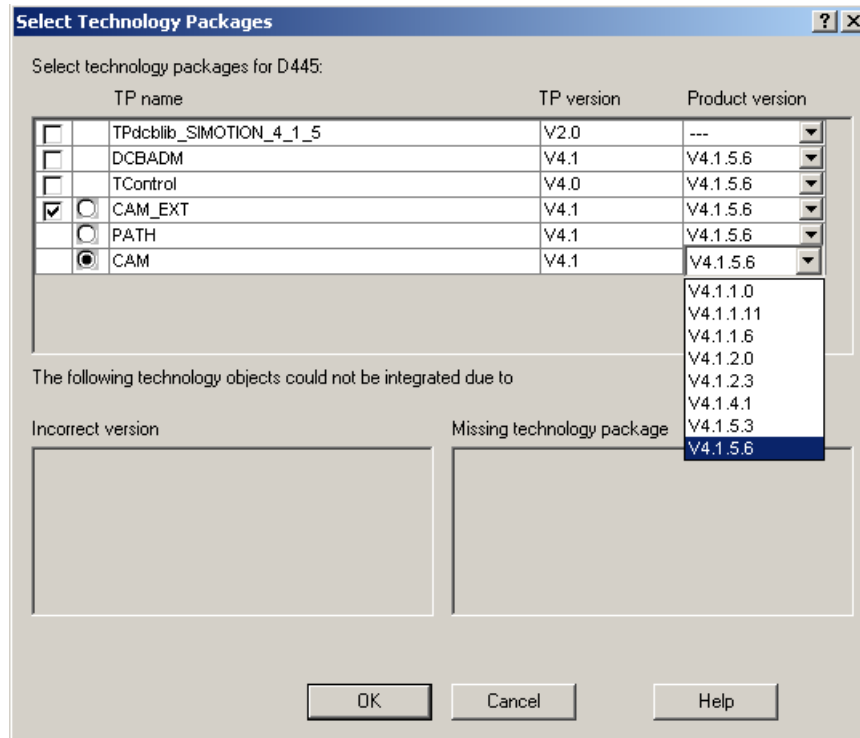 Select Technology Packages
Select technology packages for D445:
TP name TP version Product version
TPdcblib_SIMOTION_4_1_5 V2.0 ---
DCBADM V4.1 V4.1.5.6
TControl V4.0 V4.1.5.6
CAM_EXT V4.1 V4.1.5.6
PATH V4.1 V4.1.5.6
CAM V4.1 V4.1.5.6
V4.1.1.0
V4.1.1.11
V4.1.1.6
V4.1.2.0
V4.1.2.3
V4.1.4.1
V4.1.5.3
V4.1.5.6
The following technology objects could not be integrated due to
Incorrect version Missing technology package
OK Cancel Help